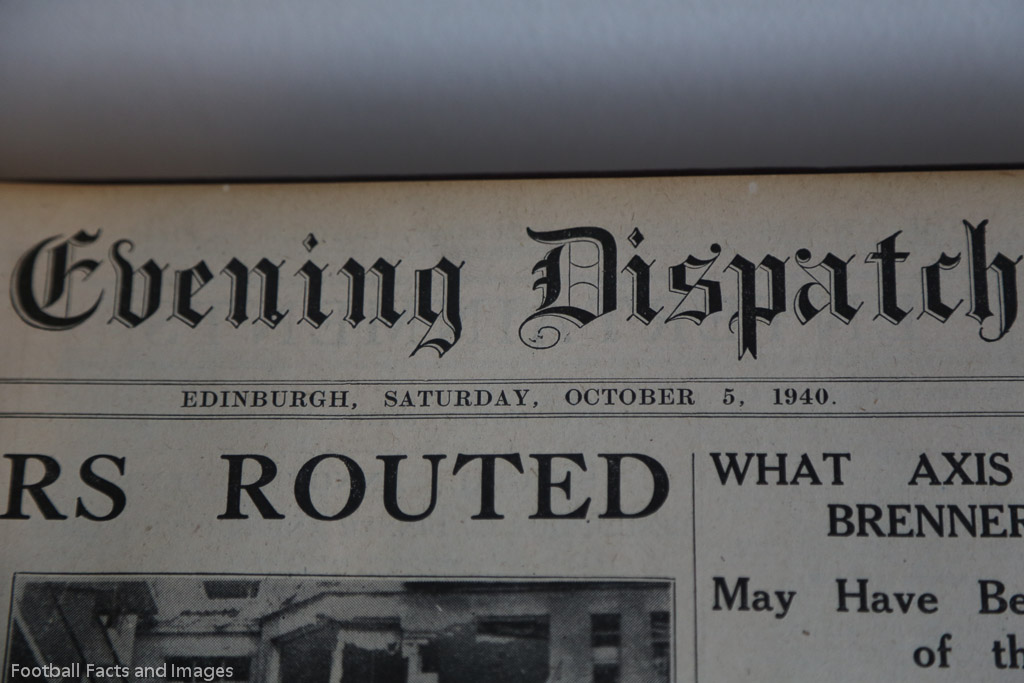 Evening Dispatch
EDINBURGH, SATURDAY, OCTOBER 5, 1940.
RS ROUTED
WHAT AXIS
BRENNER
May Have Be
of th
Football Facts and Images